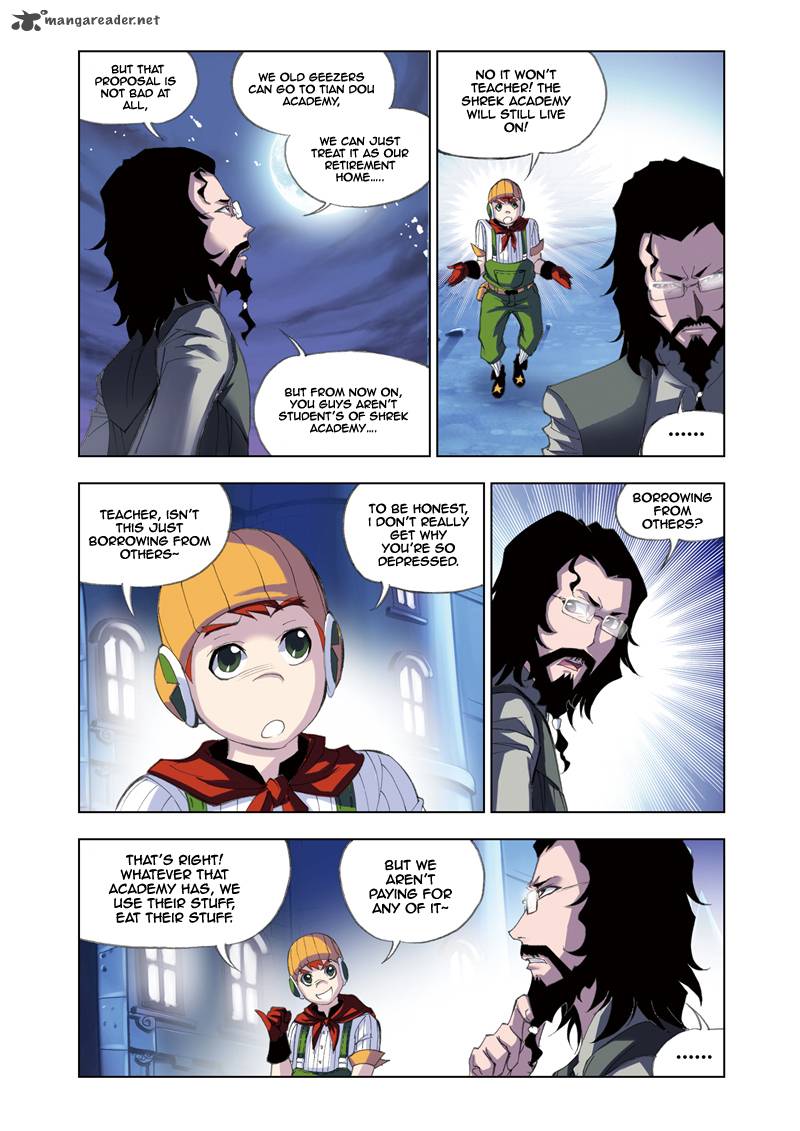 mangareader.net
BUT THAT
PROPOSAL IS
NOT BAD AT
ALL,
WE OLD GEEZERS
CAN GO TO TIAN DOU
ACADEMY,
WE CAN JUST
TREAT IT AS OUR
RETIREMENT
HOME.....
BUT FROM NOW ON,
YOU GUYS AREN'T
STUDENT'S OF SHREK
ACADEMY....
NO IT WON'T
TEACHER! THE
SHREK ACADEMY
WILL STILL LIVE
ON!
......
TEACHER, ISN'T
THIS JUST
BORROWING FROM
OTHERS~
TO BE HONEST,
I DON'T REALLY
GET WHY
YOU'RE SO
DEPRESSED.
BORROWING
FROM
OTHERS?
THAT'S RIGHT!
WHATEVER THAT
ACADEMY HAS, WE
USE THEIR STUFF,
EAT THEIR STUFF.
BUT WE
AREN'T
PAYING FOR
ANY OF IT~
......